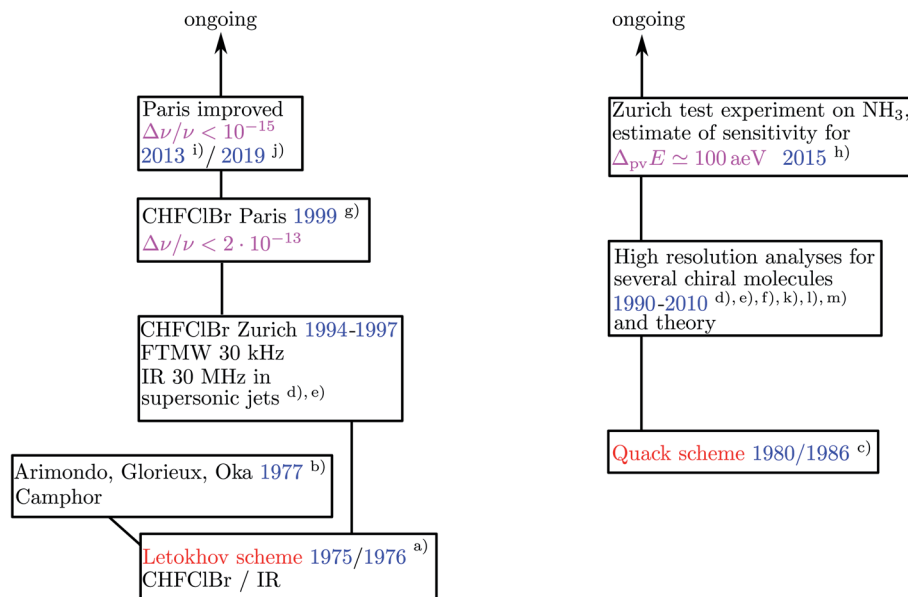 ongoing
Paris improved
Δν/ν < 10⁻¹⁵
2013 i)/ 2019 j)
CHFClBr Paris 1999 g)
Δν/ν < 2 · 10⁻¹³
CHFClBr Zurich 1994-1997
FTMW 30 kHz
IR 30 MHz in
supersonic jets d), e)
Arimondo, Glorieux, Oka 1977 b)
Camphor
Letokhov scheme 1975/1976 a)
CHFClBr / IR
ongoing
Zurich test experiment on NH₃,
estimate of sensitivity for
Δ_pv E ≃ 100 aeV 2015 h)
High resolution analyses for
several chiral molecules
1990-2010 d), e), f), k), l), m)
and theory
Quack scheme 1980/1986 c)